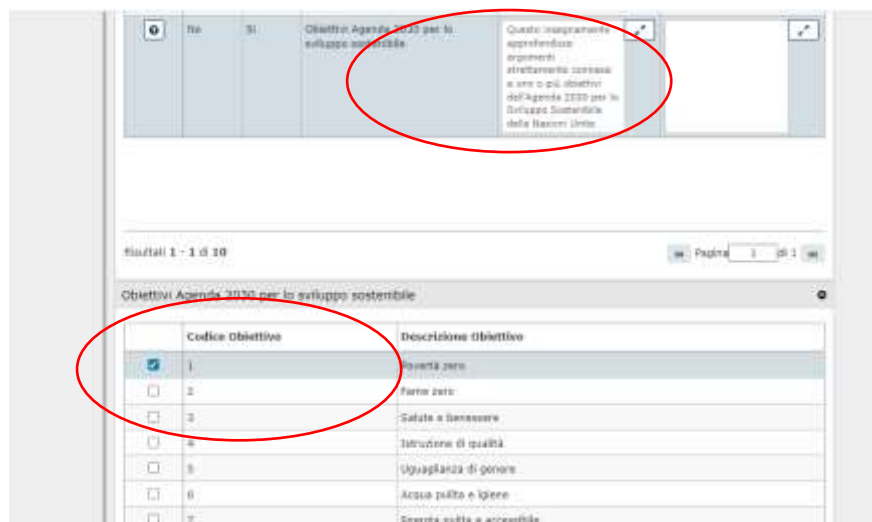 No
Si
Obiettivi Agenda 2030 per lo
sviluppo sostenibile
Questo insegnamento
approfondisce
argomenti
strettamente connessi
a uno o più obiettivi
dell'Agenda 2030 per lo
Sviluppo Sostenibile
delle Nazioni Unite
Risultati 1 - 1 di 10
Pagina 1 di 1
Obiettivi Agenda 2030 per lo sviluppo sostenibile
Codice Obiettivo Descrizione Obiettivo
1 Povertà zero
2 Fame zero
3 Salute e benessere
4 Istruzione di qualità
5 Uguaglianza di genere
6 Acqua pulita e igiene
7 Energia pulita e accessibile